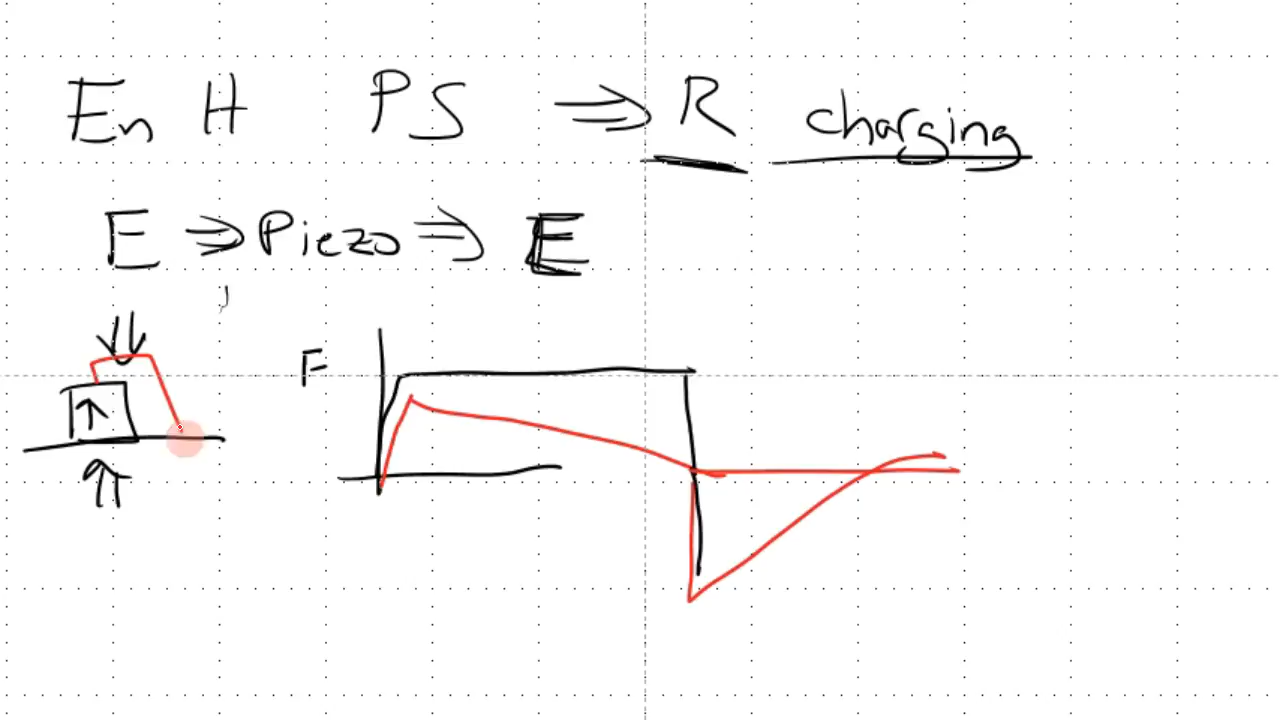 En H PS ⇒ R charging
E ⇒ Piezo ⇒ E
F